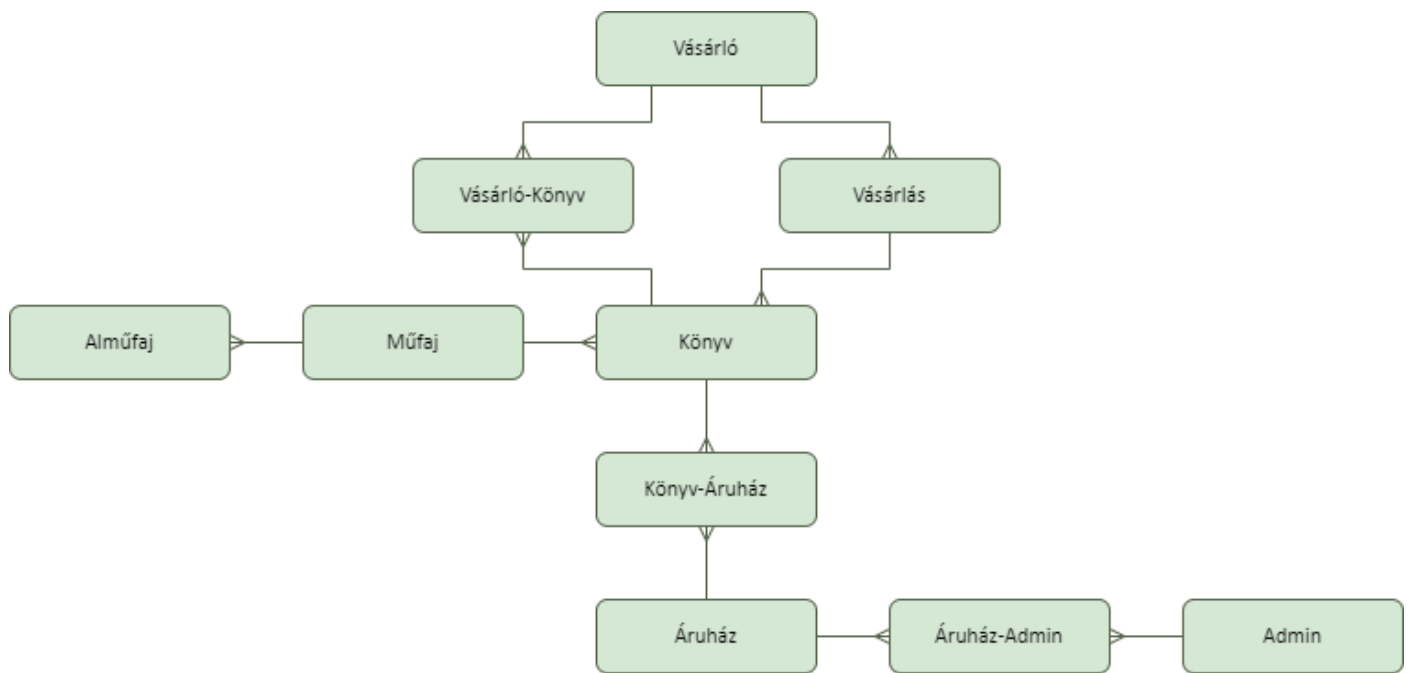 Vásárló
Vásárló-Könyv
Vásárlás
Alműfaj
Műfaj
Könyv
Könyv-Áruház
Áruház
Áruház-Admin
Admin